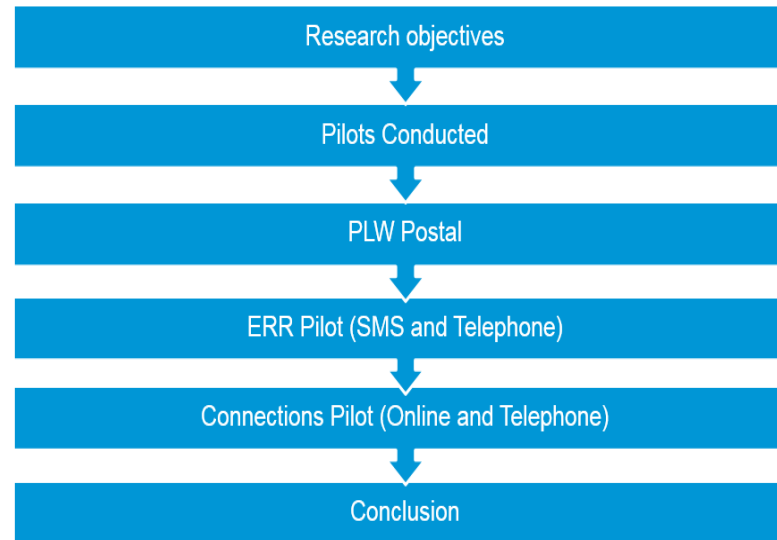 Research objectives
Pilots Conducted
PLW Postal
ERR Pilot (SMS and Telephone)
Connections Pilot (Online and Telephone)
Conclusion